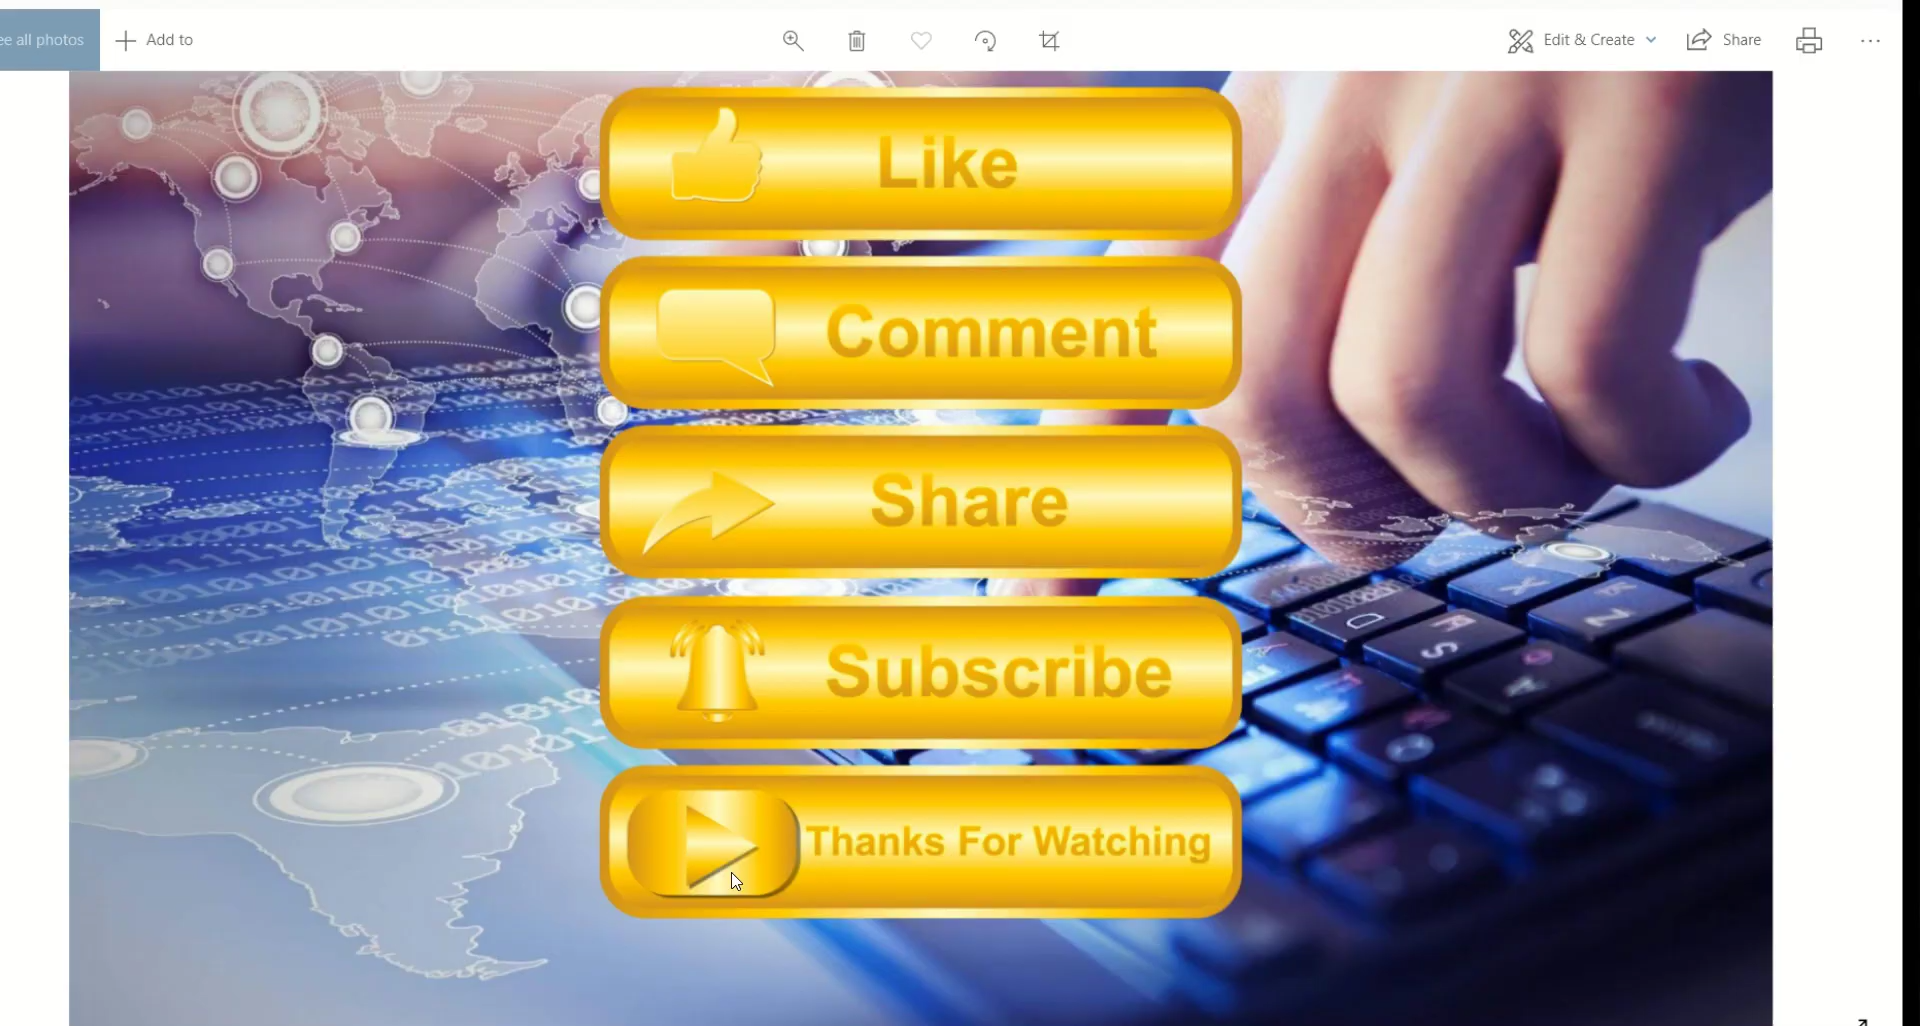 ee all photos
Add to
Edit & Create
Share
Like
Comment
Share
Subscribe
Thanks For Watching